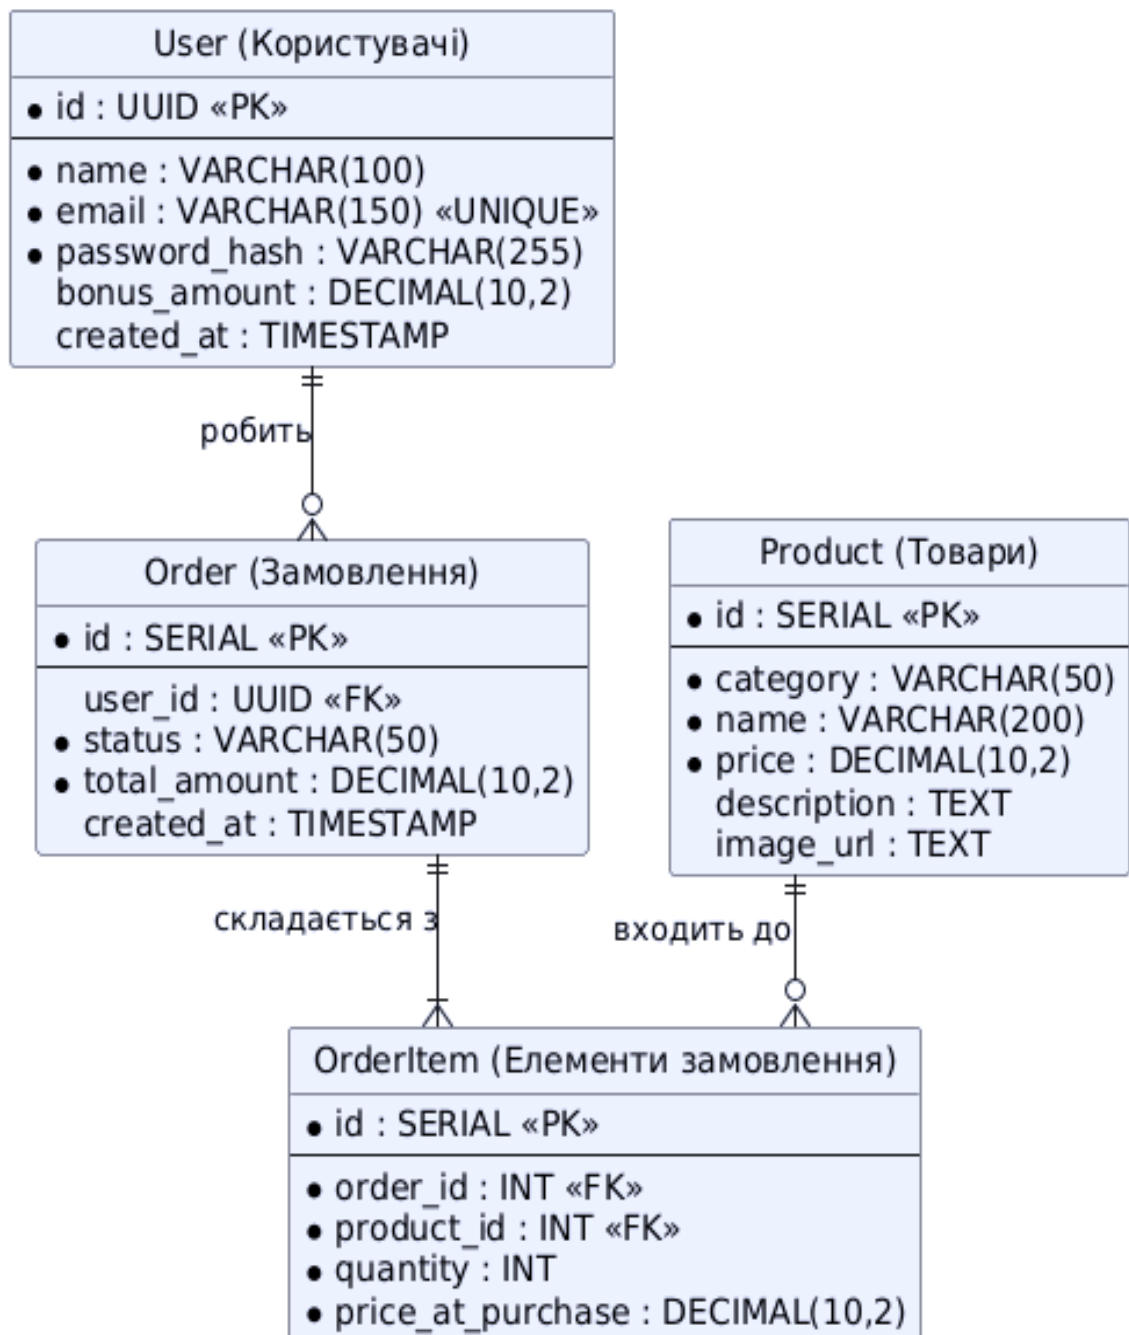 User (Користувачі)
id : UUID «PK»
name : VARCHAR(100)
email : VARCHAR(150) «UNIQUE»
password_hash : VARCHAR(255)
bonus_amount : DECIMAL(10,2)
created_at : TIMESTAMP
робить
Order (Замовлення)
id : SERIAL «PK»
user_id : UUID «FK»
status : VARCHAR(50)
total_amount : DECIMAL(10,2)
created_at : TIMESTAMP
Product (Товари)
id : SERIAL «PK»
category : VARCHAR(50)
name : VARCHAR(200)
price : DECIMAL(10,2)
description : TEXT
image_url : TEXT
складається з
входить до
OrderItem (Елементи замовлення)
id : SERIAL «PK»
order_id : INT «FK»
product_id : INT «FK»
quantity : INT
price_at_purchase : DECIMAL(10,2)